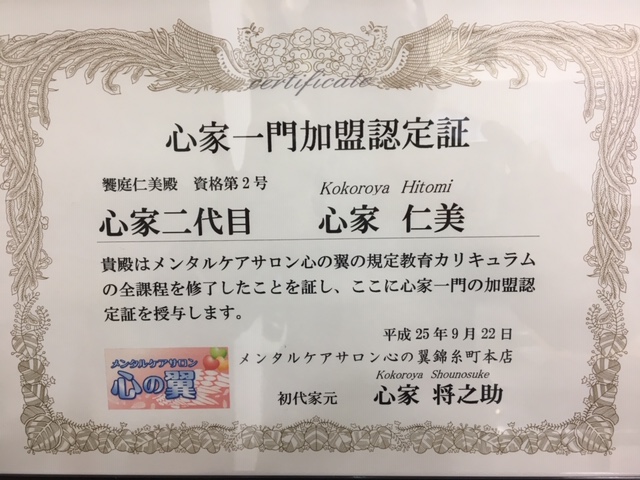 certificate
心家一門加盟認定証
饗庭仁美殿 資格第2号
Kokoroya Hitomi
心家二代目 心家 仁美
貴殿はメンタルケアサロン心の翼の規定教育カリキュラム
の全課程を修了したことを証し、ここに心家一門の加盟認
定証を授与します。
平成25年9月22日
メンタルケアサロン心の翼錦糸町本店
Kokoroya Shounosuke
初代家元 心家 将之助
メンタルケアサロン
心の翼